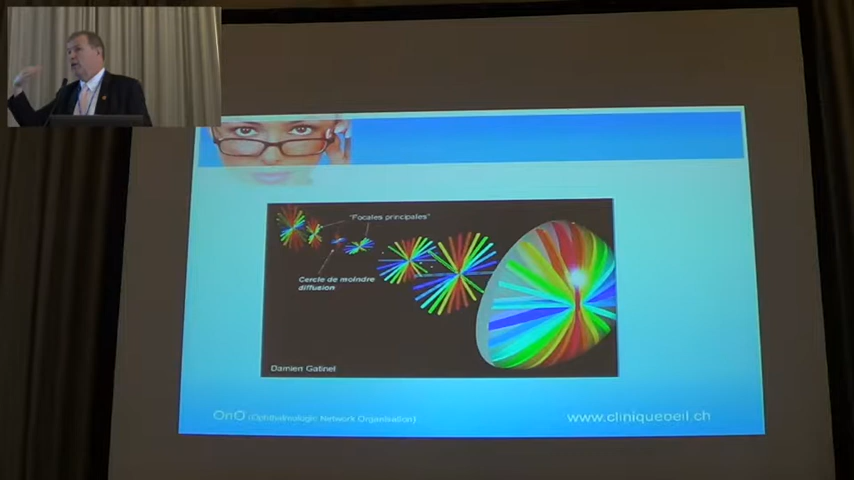 "Focales principales"
Cercle de moindre
diffusion
Damien Gatinel
OnO (Ophthalmologic Network Organisation)
www.cliniqueoeil.ch